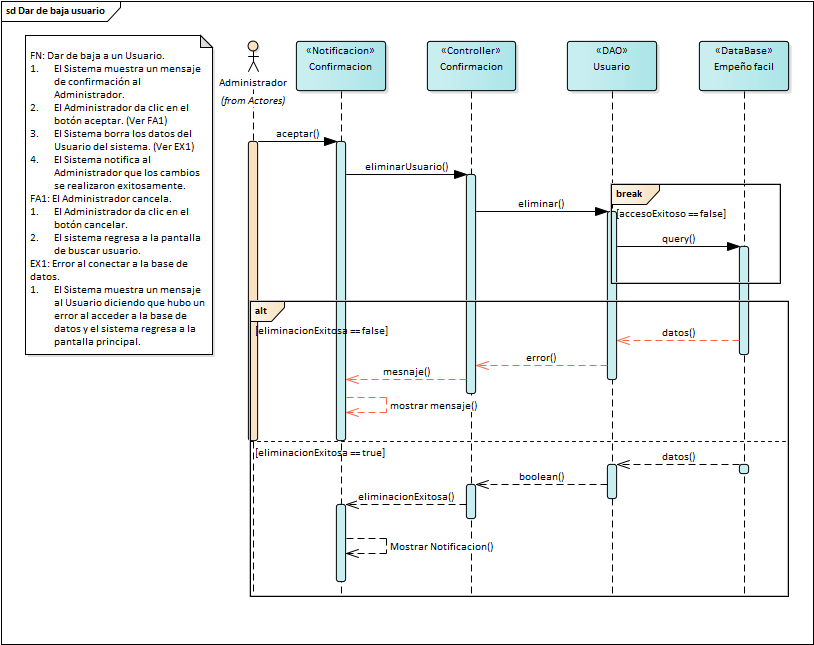 sd Dar de baja usuario
FN: Dar de baja a un Usuario.
1. El Sistema muestra un mensaje
de confirmación al
Administrador.
2. El Administrador da clic en el
botón aceptar. (Ver FA1)
3. El Sistema borra los datos del
Usuario del sistema. (Ver EX1)
4. El Sistema notifica al
Administrador que los cambios
se realizaron exitosamente.
FA1: El Administrador cancela.
1. El Administrador da clic en el
botón cancelar.
2. El sistema regresa a la pantalla
de buscar usuario.
EX1: Error al conectar a la base de
datos.
1. El Sistema muestra un mensaje
al Usuario diciendo que hubo un
error al acceder a la base de
datos y el sistema regresa a la
pantalla principal.
Administrador
(from Actores)
«Notificacion»
Confirmacion
«Controller»
Confirmacion
«DAO»
Usuario
«DataBase»
Empeño facil
aceptar()
eliminarUsuario()
eliminar()
break
[accesoExitoso ==false]
query()
alt
[eliminacionExitosa ==false]
datos()
error()
mesnaje()
mostrar mensaje()
[eliminacionExitosa ==true]
datos()
boolean()
eliminacionExitosa()
Mostrar Notificacion()